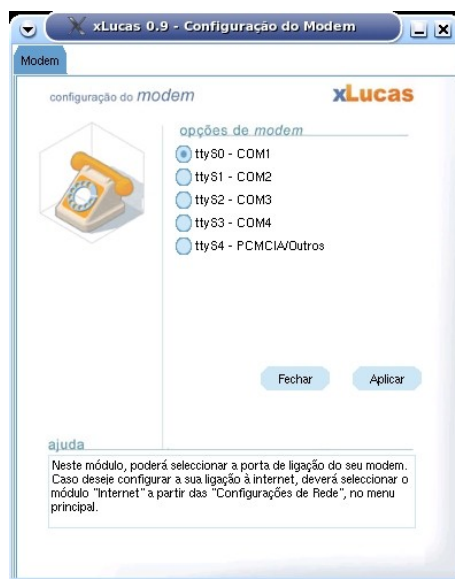 xLucas 0.9 - Configuração do Modem
Modem
configuração do modem
xLucas
opções de modem
ttyS0 - COM1
ttyS1 - COM2
ttyS2 - COM3
ttyS3 - COM4
ttyS4 - PCMCIA/Outros
Fechar
Aplicar
ajuda
Neste módulo, poderá seleccionar a porta de ligação do seu modem.
Caso deseje configurar a sua ligação à internet, deverá seleccionar o
módulo "Internet" a partir das "Configurações de Rede", no menu
principal.